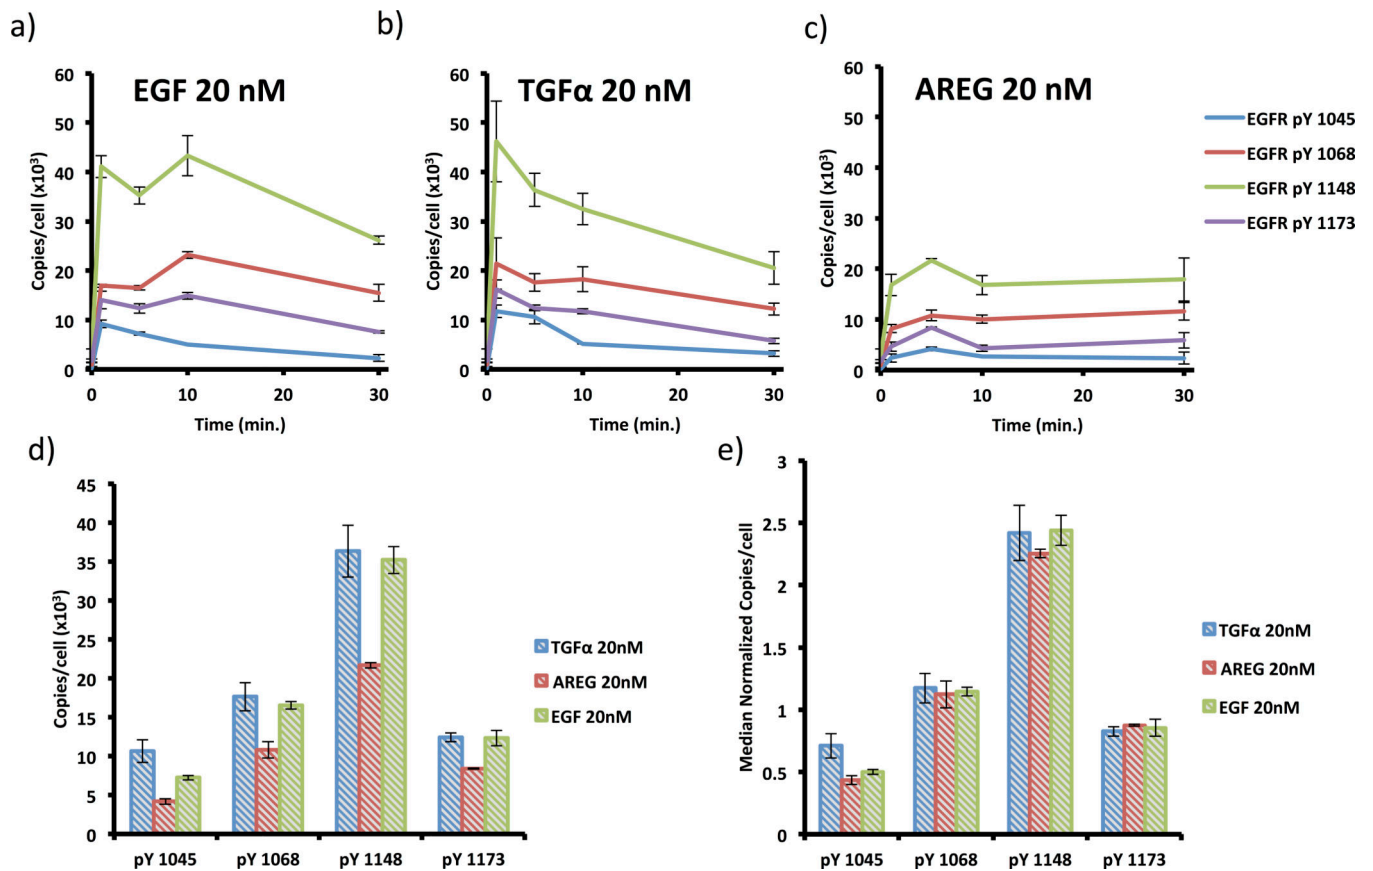 a)
b)
c)
EGF 20 nM
TGFα 20 nM
AREG 20 nM
Copies/cell (x10³)
60
50
40
30
20
10
0
0
10
20
30
Time (min.)
Copies/cell (x10³)
60
50
40
30
20
10
0
0
10
20
30
Time (min.)
Copies/cell (x10³)
60
50
40
30
20
10
0
0
10
20
30
Time (min.)
EGFR pY 1045
EGFR pY 1068
EGFR pY 1148
EGFR pY 1173
d)
Copies/cell (x10³)
45
40
35
30
25
20
15
10
5
0
pY 1045
pY 1068
pY 1148
pY 1173
TGFα 20nM
AREG 20nM
EGF 20nM
e)
Median Normalized Copies/cell
3
2.5
2
1.5
1
0.5
0
pY 1045
pY 1068
pY 1148
pY 1173
TGFα 20nM
AREG 20nM
EGF 20nM